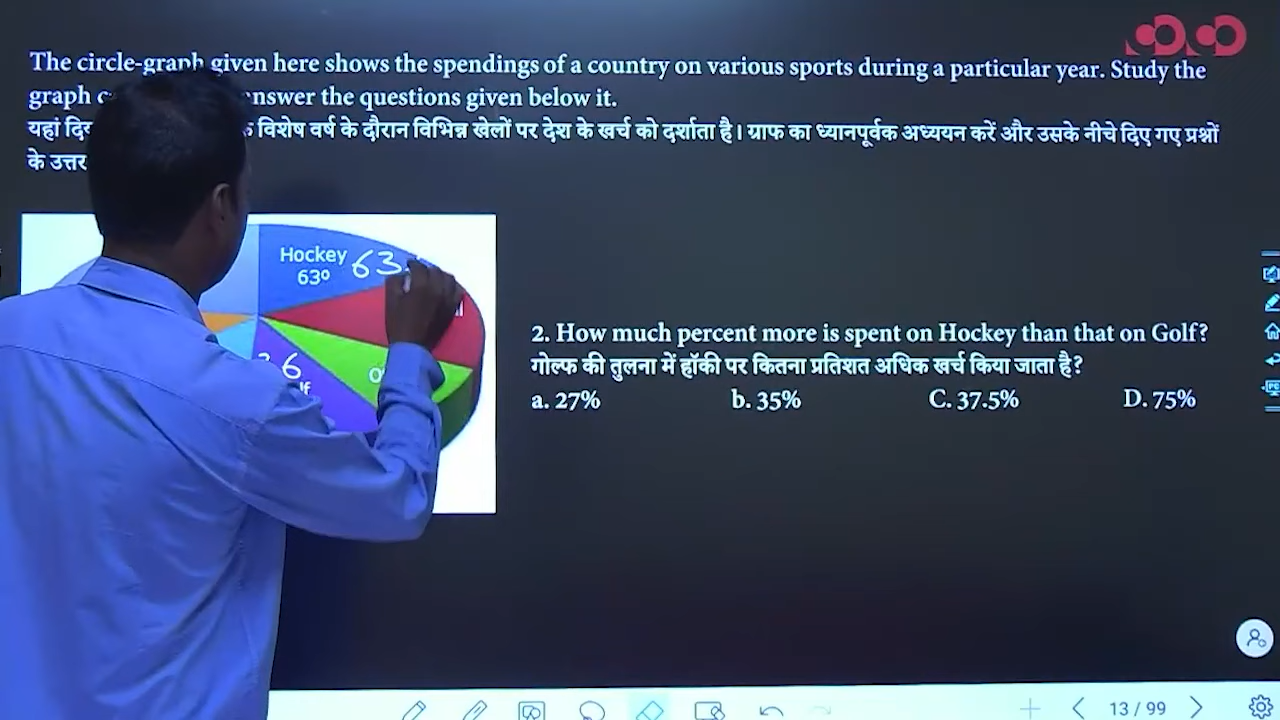 The circle-graph given here shows the spendings of a country on various sports during a particular year. Study the
graph answer the questions given below it.
यहां विशेष वर्ष के दौरान विभिन्न खेलों पर देश के खर्च को दर्शाता है। ग्राफ का ध्यानपूर्वक अध्ययन करें और उसके नीचे दिए गए प्रश्नों
के उत्तर
Hockey 63
63º
36
2. How much percent more is spent on Hockey than that on Golf?
गोल्फ की तुलना में हॉकी पर कितना प्रतिशत अधिक खर्च किया जाता है?
a. 27% b. 35% C. 37.5% D. 75%
13 / 99